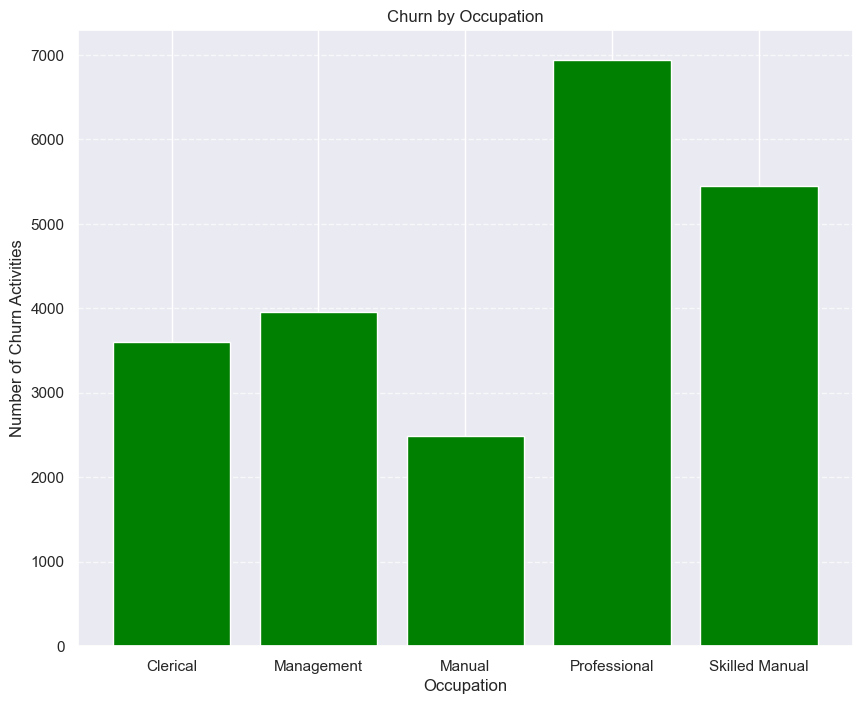 Churn by Occupation
Number of Churn Activities
7000
6000
5000
4000
3000
2000
1000
0
Clerical
Management
Manual
Professional
Skilled Manual
Occupation